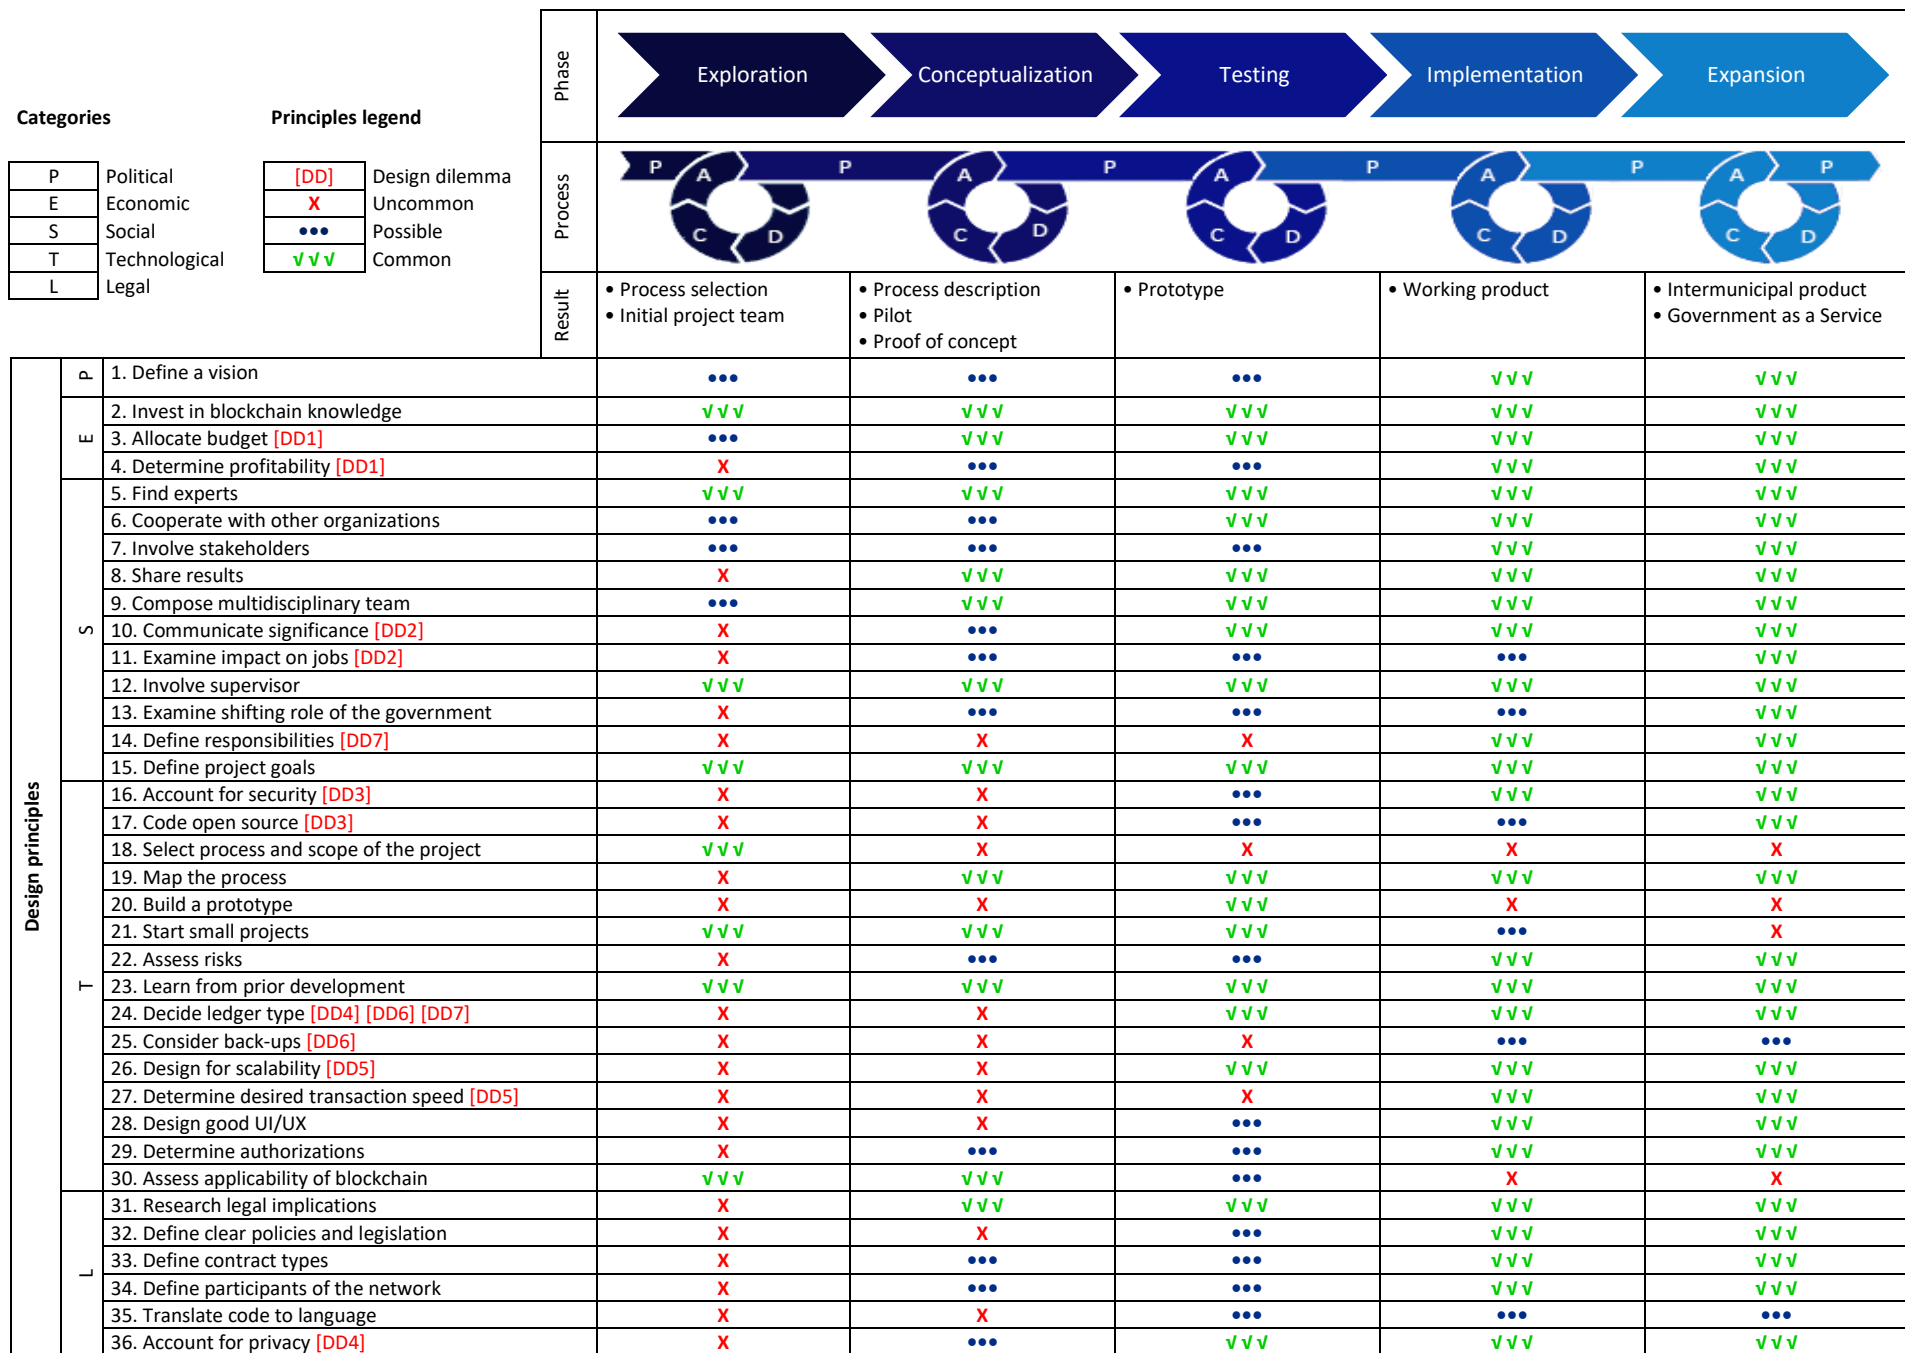 Phase
Exploration
Conceptualization
Testing
Implementation
Expansion
Categories
Principles legend
P Political
E Economic
S Social
T Technological
L Legal
[DD] Design dilemma
X Uncommon
••• Possible
√√√ Common
Process
P A D C
P A D C
P A D C
P A D C
P A D C
P
Result
• Process selection
• Initial project team
• Process description
• Pilot
• Proof of concept
• Prototype
• Working product
• Intermunicipal product
• Government as a Service
Design principles
P
1. Define a vision ••• ••• ••• √√√ √√√
E
2. Invest in blockchain knowledge √√√ √√√ √√√ √√√ √√√
3. Allocate budget [DD1] ••• √√√ √√√ √√√ √√√
4. Determine profitability [DD1] X ••• ••• √√√ √√√
S
5. Find experts √√√ √√√ √√√ √√√ √√√
6. Cooperate with other organizations ••• ••• √√√ √√√ √√√
7. Involve stakeholders ••• ••• ••• √√√ √√√
8. Share results X √√√ √√√ √√√ √√√
9. Compose multidisciplinary team ••• √√√ √√√ √√√ √√√
10. Communicate significance [DD2] X ••• √√√ √√√ √√√
11. Examine impact on jobs [DD2] X ••• ••• ••• √√√
12. Involve supervisor √√√ √√√ √√√ √√√ √√√
13. Examine shifting role of the government X ••• ••• ••• √√√
14. Define responsibilities [DD7] X X X √√√ √√√
15. Define project goals √√√ √√√ √√√ √√√ √√√
T
16. Account for security [DD3] X X ••• √√√ √√√
17. Code open source [DD3] X X ••• ••• √√√
18. Select process and scope of the project √√√ X X X X
19. Map the process X √√√ √√√ √√√ √√√
20. Build a prototype X X √√√ X X
21. Start small projects √√√ √√√ √√√ ••• X
22. Assess risks X ••• ••• √√√ √√√
23. Learn from prior development √√√ √√√ √√√ √√√ √√√
24. Decide ledger type [DD4] [DD6] [DD7] X X √√√ √√√ √√√
25. Consider back-ups [DD6] X X X ••• •••
26. Design for scalability [DD5] X X √√√ √√√ √√√
27. Determine desired transaction speed [DD5] X X X √√√ √√√
28. Design good UI/UX X X ••• √√√ √√√
29. Determine authorizations X ••• ••• √√√ √√√
30. Assess applicability of blockchain √√√ √√√ ••• X X
L
31. Research legal implications X √√√ √√√ √√√ √√√
32. Define clear policies and legislation X X ••• √√√ √√√
33. Define contract types X ••• ••• √√√ √√√
34. Define participants of the network X ••• ••• √√√ √√√
35. Translate code to language X X ••• ••• •••
36. Account for privacy [DD4] X ••• √√√ √√√ √√√